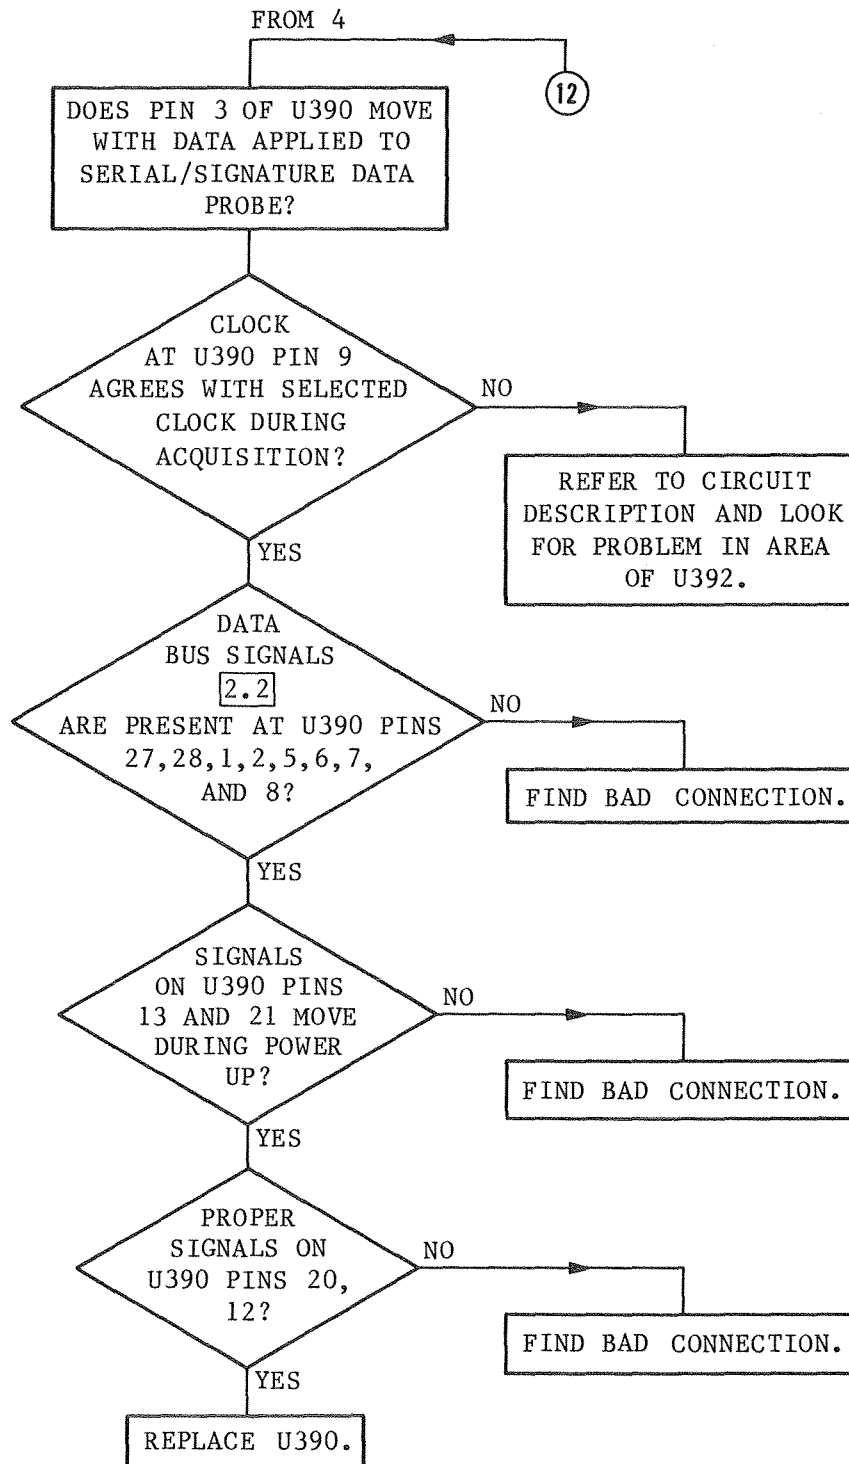 FROM 4
12
DOES PIN 3 OF U390 MOVE
WITH DATA APPLIED TO
SERIAL/SIGNATURE DATA
PROBE?
CLOCK
AT U390 PIN 9
AGREES WITH SELECTED
CLOCK DURING
ACQUISITION?
NO
REFER TO CIRCUIT
DESCRIPTION AND LOOK
FOR PROBLEM IN AREA
OF U392.
YES
DATA
BUS SIGNALS
2.2
ARE PRESENT AT U390 PINS
27,28,1,2,5,6,7,
AND 8?
NO
FIND BAD CONNECTION.
YES
SIGNALS
ON U390 PINS
13 AND 21 MOVE
DURING POWER
UP?
NO
FIND BAD CONNECTION.
YES
PROPER
SIGNALS ON
U390 PINS 20,
12?
NO
FIND BAD CONNECTION.
YES
REPLACE U390.